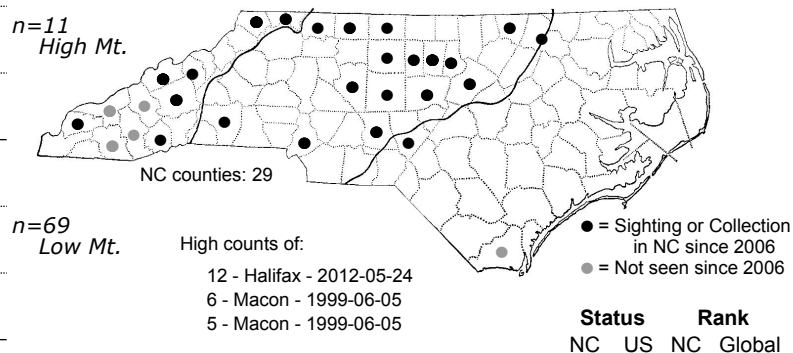 n=11
High Mt.
NC counties: 29
n=69
Low Mt.
High counts of:
12 - Halifax - 2012-05-24
6 - Macon - 1999-06-05
5 - Macon - 1999-06-05
= Sighting or Collection
in NC since 2006
= Not seen since 2006
Status Rank
NC US NC Global